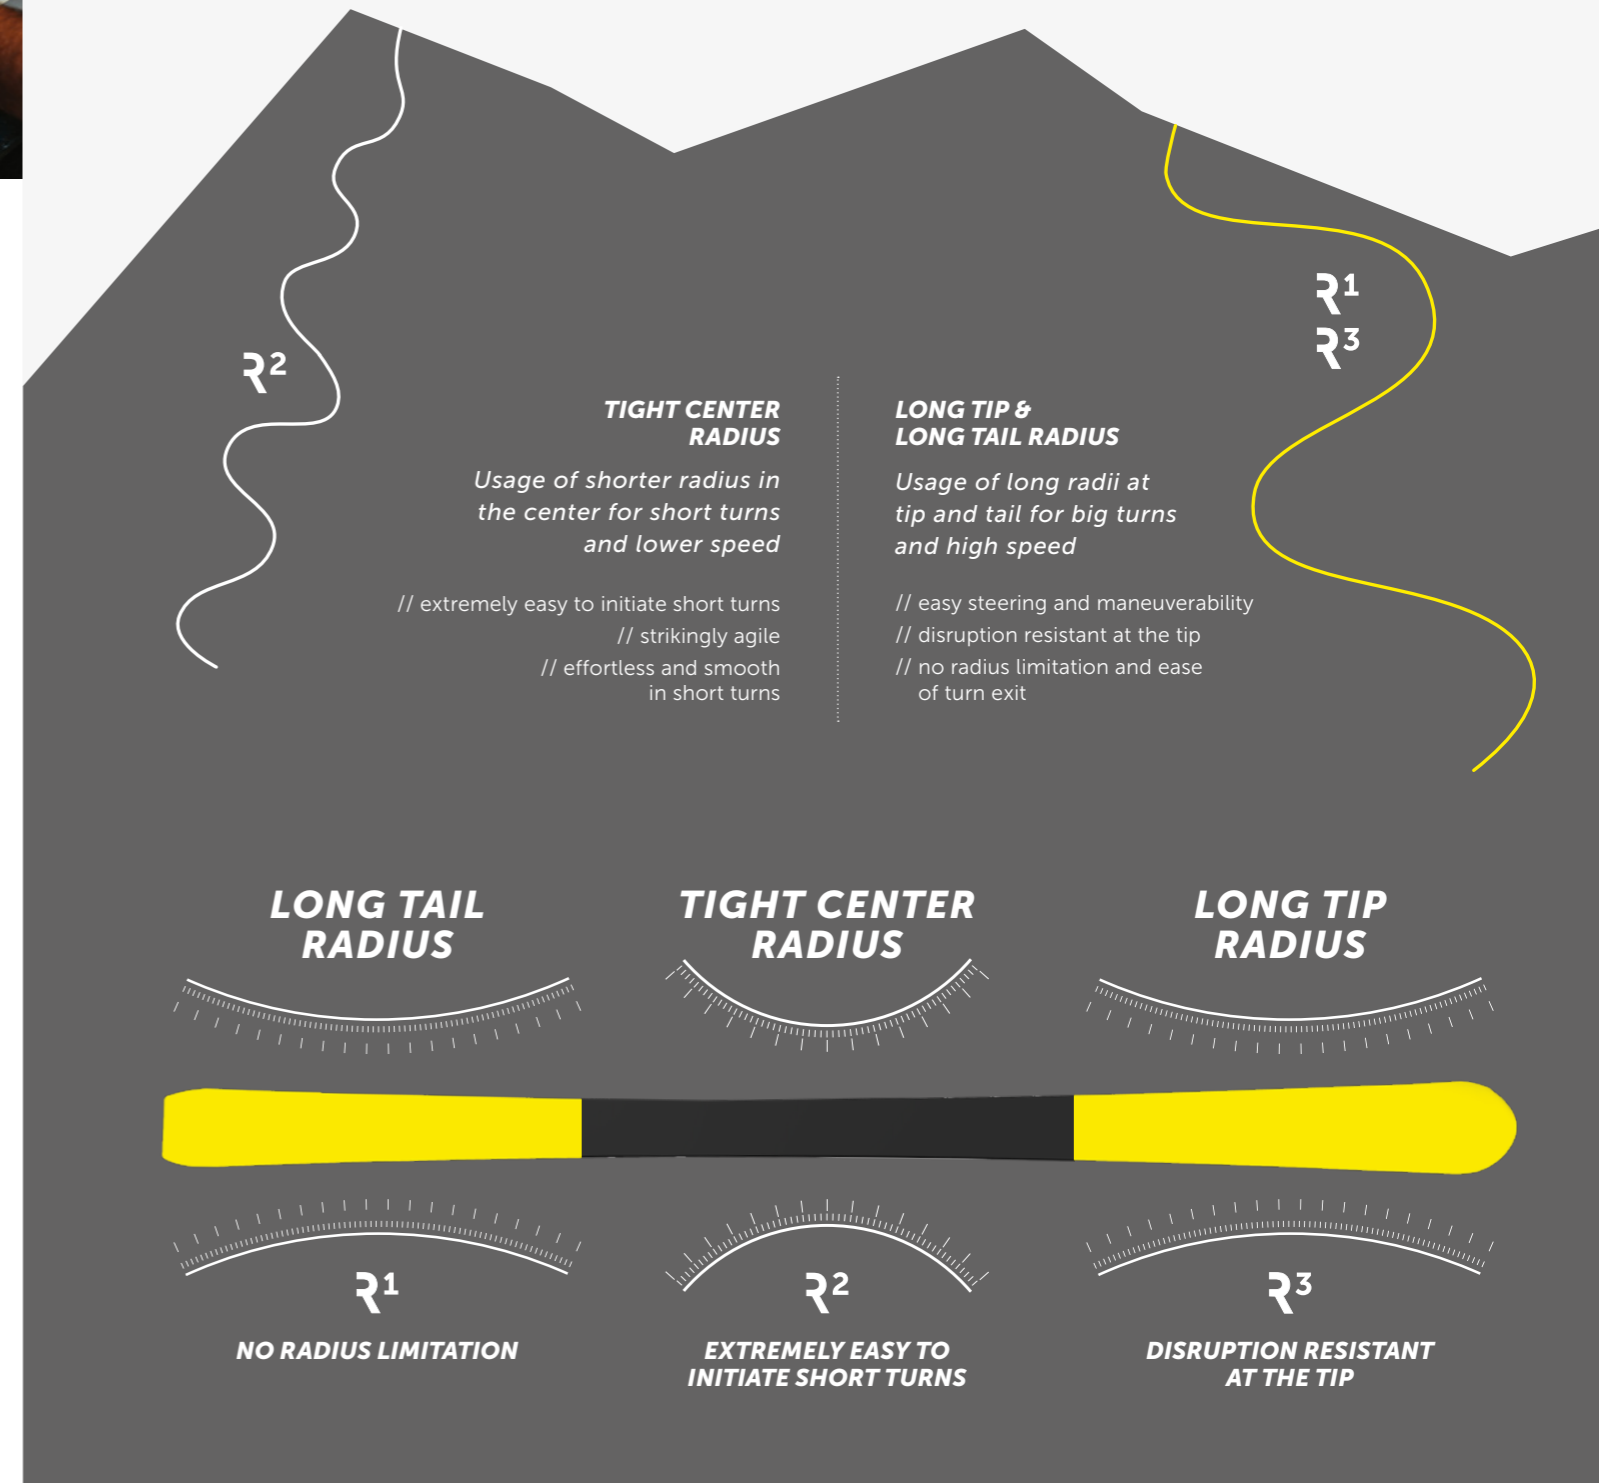 R²
R¹
R³
TIGHT CENTER
RADIUS
Usage of shorter radius in
the center for short turns
and lower speed
// extremely easy to initiate short turns
// strikingly agile
// effortless and smooth
in short turns
LONG TIP &
LONG TAIL RADIUS
Usage of long radii at
tip and tail for big turns
and high speed
// easy steering and maneuverability
// disruption resistant at the tip
// no radius limitation and ease
of turn exit
LONG TAIL
RADIUS
TIGHT CENTER
RADIUS
LONG TIP
RADIUS
R¹
NO RADIUS LIMITATION
R²
EXTREMELY EASY TO
INITIATE SHORT TURNS
R³
DISRUPTION RESISTANT
AT THE TIP